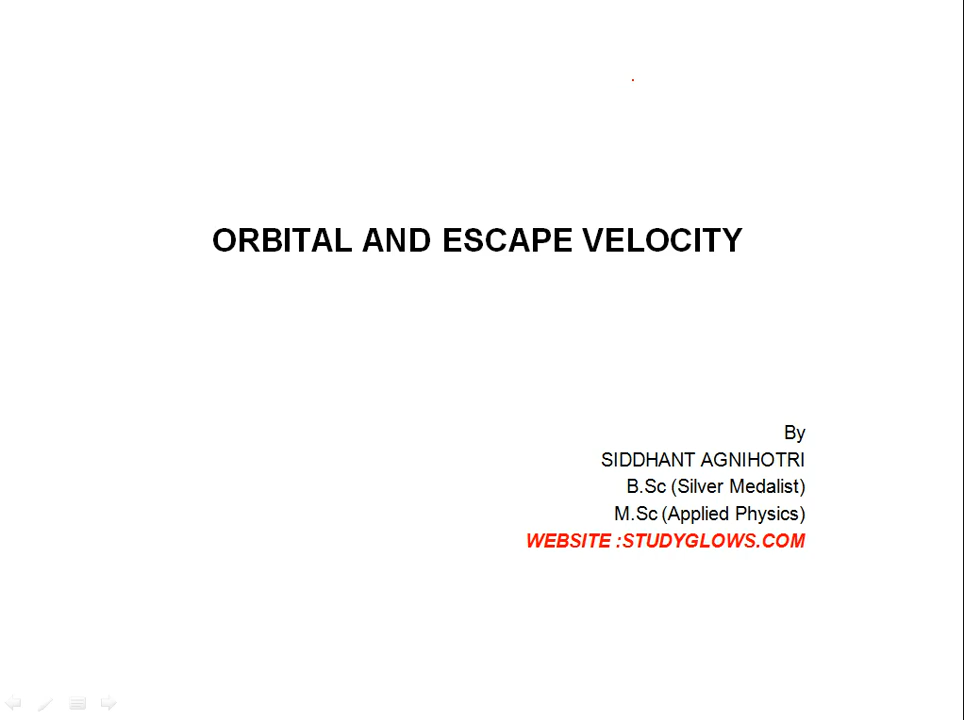 ORBITAL AND ESCAPE VELOCITY
By
SIDDHANT AGNIHOTRI
B.Sc (Silver Medalist)
M.Sc (Applied Physics)
WEBSITE :STUDYGLOWS.COM